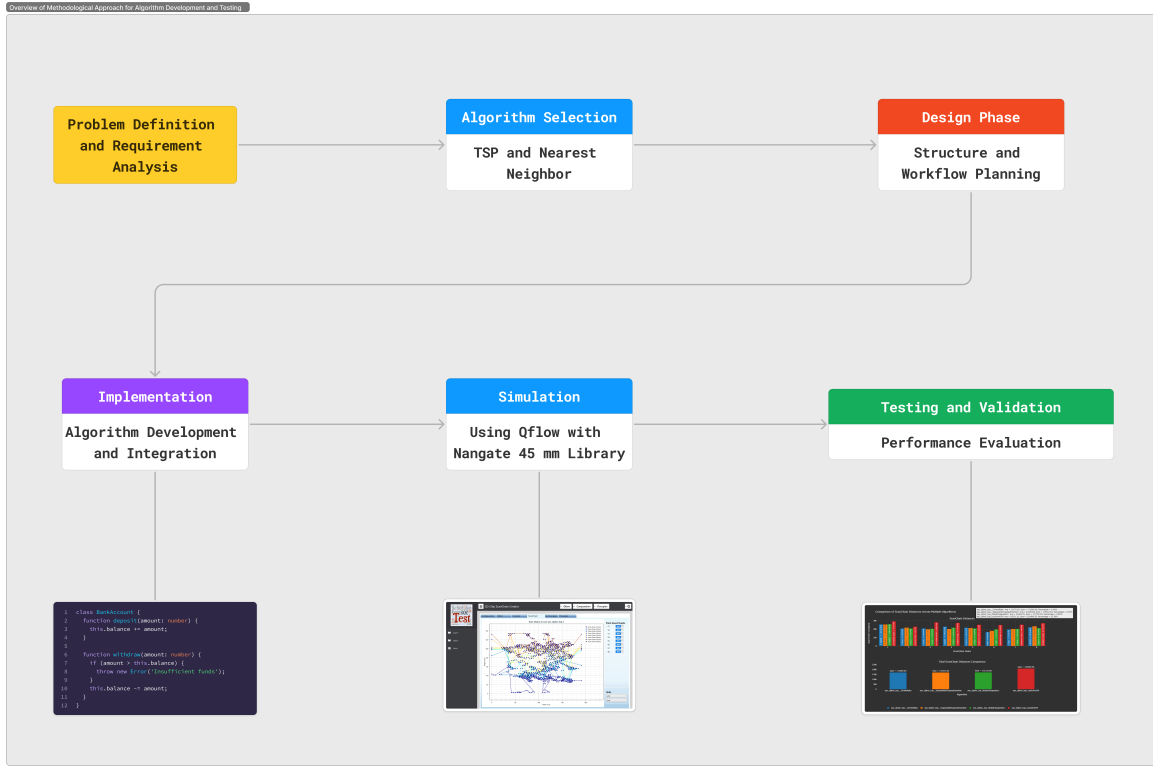 Overview of Methodological Approach for Algorithm Development and Testing
Problem Definition
and Requirement
Analysis
Algorithm Selection
TSP and Nearest
Neighbor
Design Phase
Structure and
Workflow Planning
Implementation
Algorithm Development
and Integration
Simulation
Using Qflow with
Nangate 45 mm Library
Testing and Validation
Performance Evaluation
1 class BankAccount {
2 function deposit(amount: number) {
3 this.balance += amount;
4 }
5
6 function withdraw(amount: number) {
7 if (amount > this.balance) {
8 throw new Error('Insufficient funds');
9 }
10 this.balance -= amount;
11 }
12 }
Test